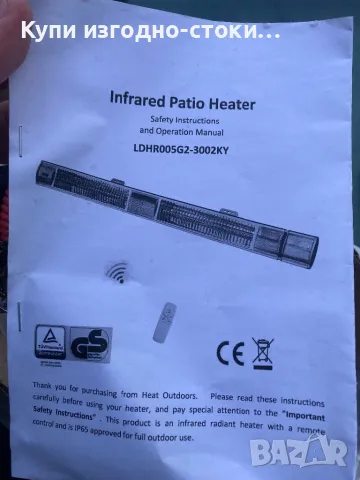 Купи изгодно-стоки...
Infrared Patio Heater
Safety Instructions
and Operation Manual
LDHR005G2-3002KY
GS
CE
Thank you for purchasing from Heat Outdoors. Please read these instructions
carefully before using your heater, and pay special attention to the "Important
Safety Instructions". This product is an infrared radiant heater with a remote
control and is IP65 approved for full outdoor use.
bazar.bg